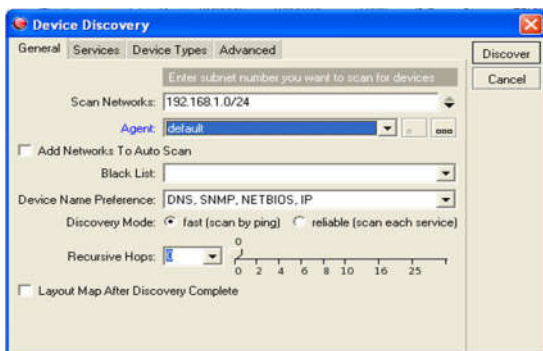 Device Discovery
General Services Device Types Advanced
Discover
Enter subnet number you want to scan for devices
Cancel
Scan Networks: 192.168.1.0/24
Agent: default
Add Networks To Auto Scan
Black List:
Device Name Preference: DNS, SNMP, NETBIOS, IP
Discovery Mode: fast (scan by ping) reliable (scan each service)
0
Recursive Hops: 0
0 2 4 6 8 10 16 25
Layout Map After Discovery Complete